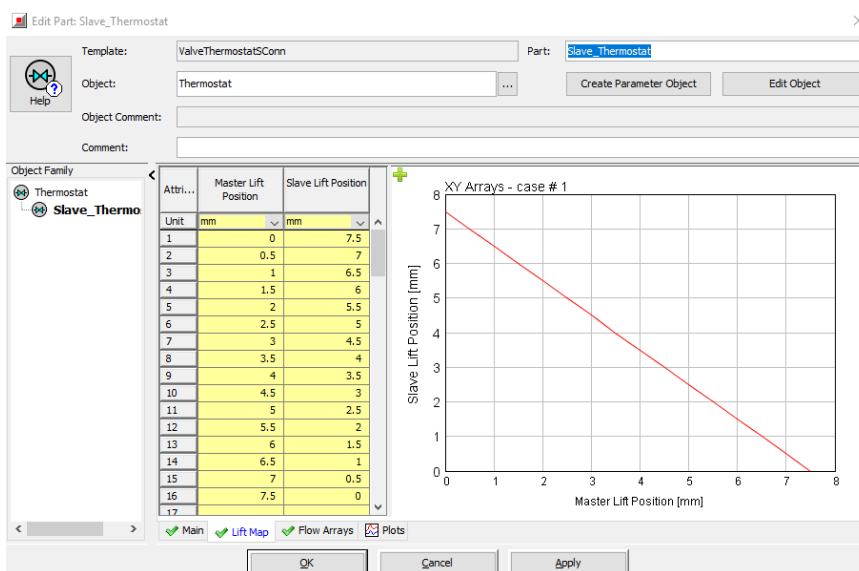 Edit Part: Slave_Thermostat
Template: ValveThermostatSConn Part: Slave_Thermostat
Help
Object: Thermostat ... Create Parameter Object Edit Object
Object Comment:
Comment:
Object Family
Thermostat
Slave_Thermo
Attri... Master Lift Position Slave Lift Position
Unit mm mm
1 0 7.5
2 0.5 7
3 1 6.5
4 1.5 6
5 2 5.5
6 2.5 5
7 3 4.5
8 3.5 4
9 4 3.5
10 4.5 3
11 5 2.5
12 5.5 2
13 6 1.5
14 6.5 1
15 7 0.5
16 7.5 0
17
XY Arrays - case # 1
Slave Lift Position [mm]
8
7
6
5
4
3
2
1
0
0 1 2 3 4 5 6 7 8
Master Lift Position [mm]
Main Lift Map Flow Arrays Plots
OK Cancel Apply